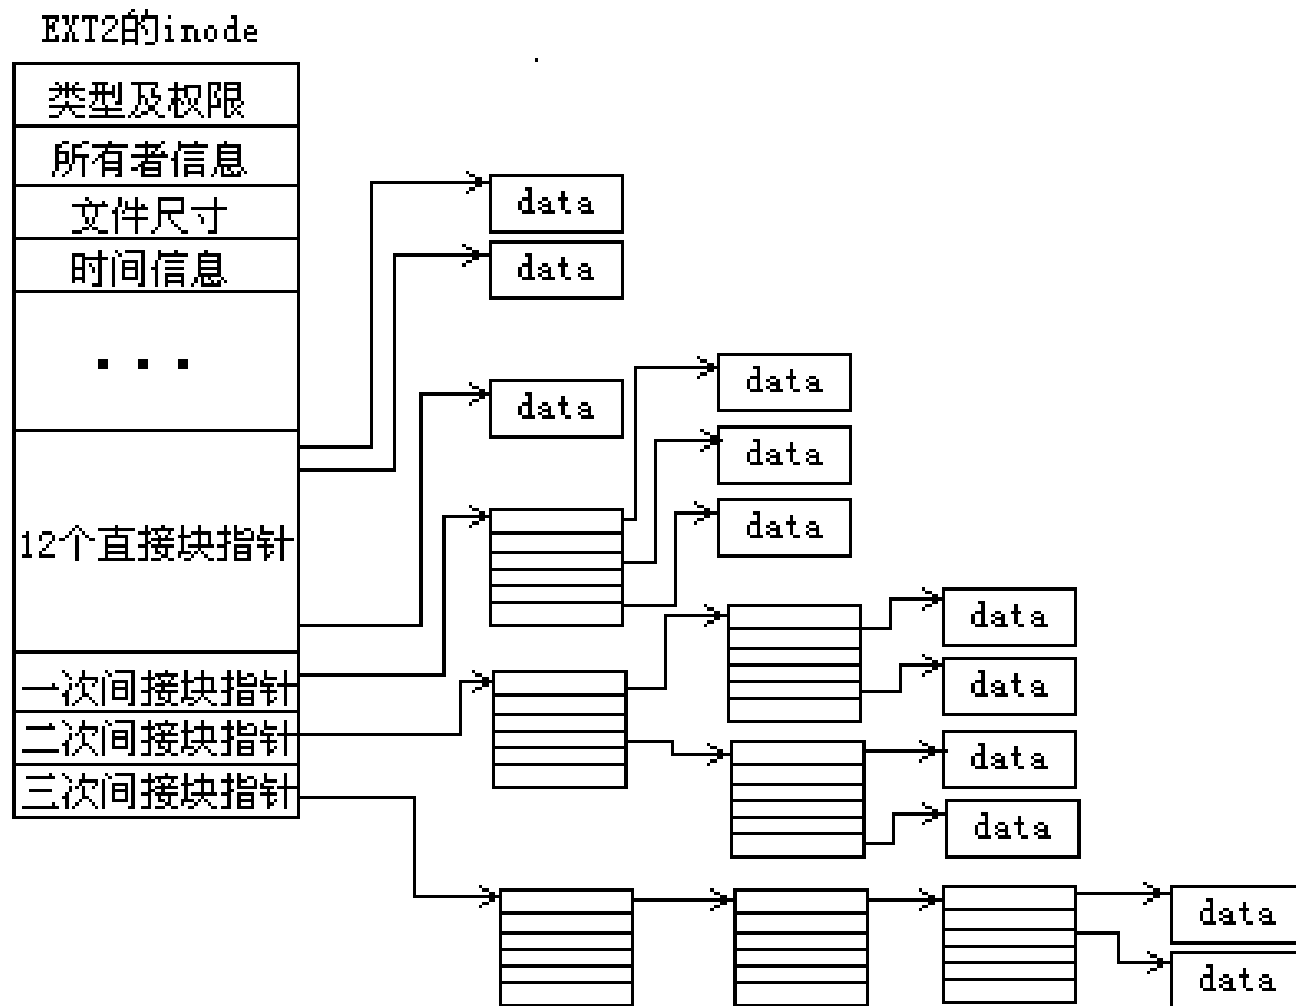 EXT2的inode
类型及权限
所有者信息
文件尺寸
时间信息
...
12个直接块指针
一次间接块指针
二次间接块指针
三次间接块指针
data
data
data
data
data
data
data
data
data
data
data
data